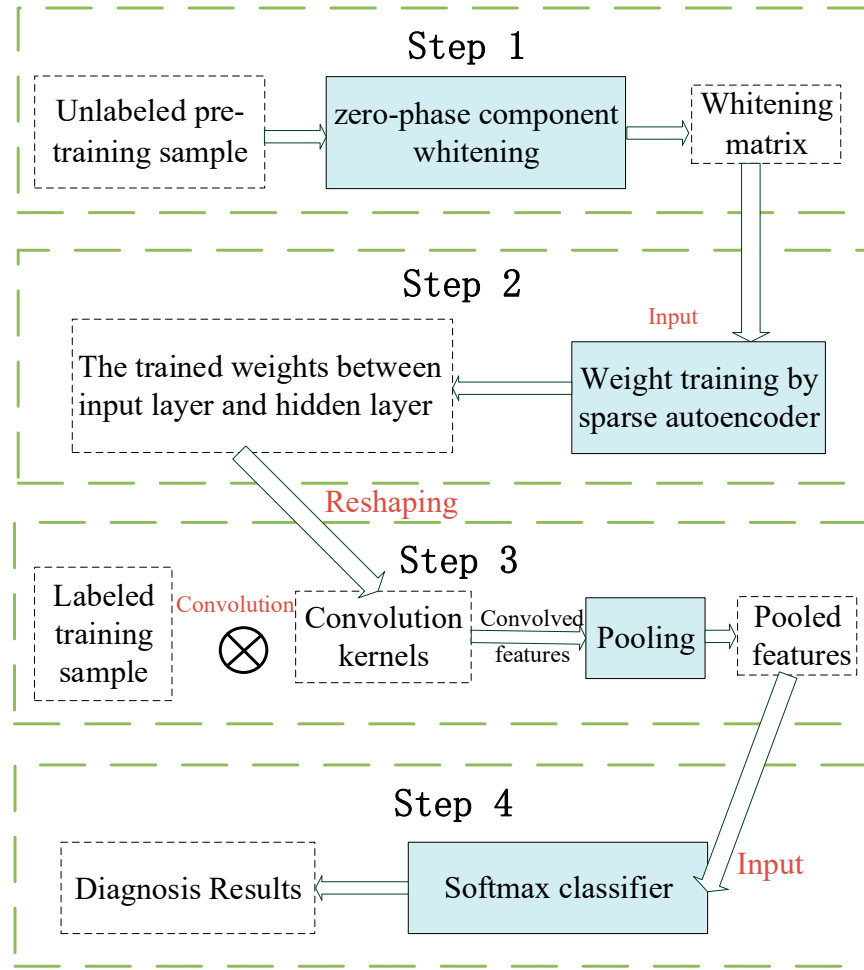 Step 1
Unlabeled pre-
training sample
zero-phase component
whitening
Whitening
matrix
Step 2
Input
The trained weights between
input layer and hidden layer
Weight training by
sparse autoencoder
Reshaping
Step 3
Labeled
training
sample
Convolution
Convolution
kernels
Convolved
features
Pooling
Pooled
features
Step 4
Input
Diagnosis Results
Softmax classifier